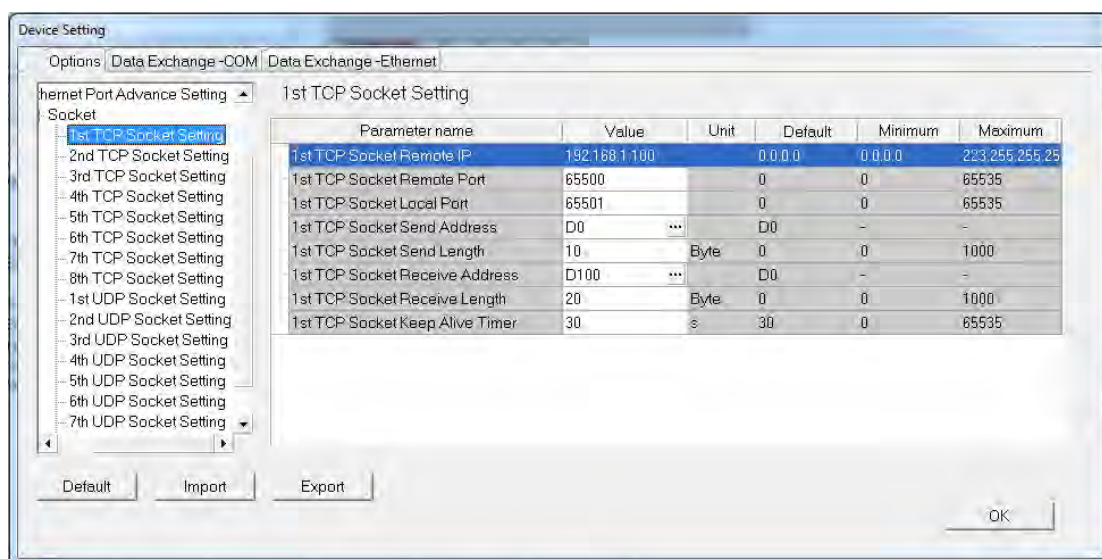 Device Setting
Options Data Exchange -COM Data Exchange -Ethernet
hernet Port Advance Setting
Socket
1st TCP Socket Setting
2nd TCP Socket Setting
3rd TCP Socket Setting
4th TCP Socket Setting
5th TCP Socket Setting
6th TCP Socket Setting
7th TCP Socket Setting
8th TCP Socket Setting
1st UDP Socket Setting
2nd UDP Socket Setting
3rd UDP Socket Setting
4th UDP Socket Setting
5th UDP Socket Setting
6th UDP Socket Setting
7th UDP Socket Setting
1st TCP Socket Setting
Parameter name Value Unit Default Minimum Maximum
1st TCP Socket Remote IP 192.168.1.100 0.0.0.0 0.0.0.0 223.255.255.25
1st TCP Socket Remote Port 65500 0 0 65535
1st TCP Socket Local Port 65501 0 0 65535
1st TCP Socket Send Address D0 ... D0 - -
1st TCP Socket Send Length 10 Byte 0 0 1000
1st TCP Socket Receive Address D100 ... D0 - -
1st TCP Socket Receive Length 20 Byte 0 0 1000
1st TCP Socket Keep Alive Timer 30 s 30 0 65535
Default Import Export
OK